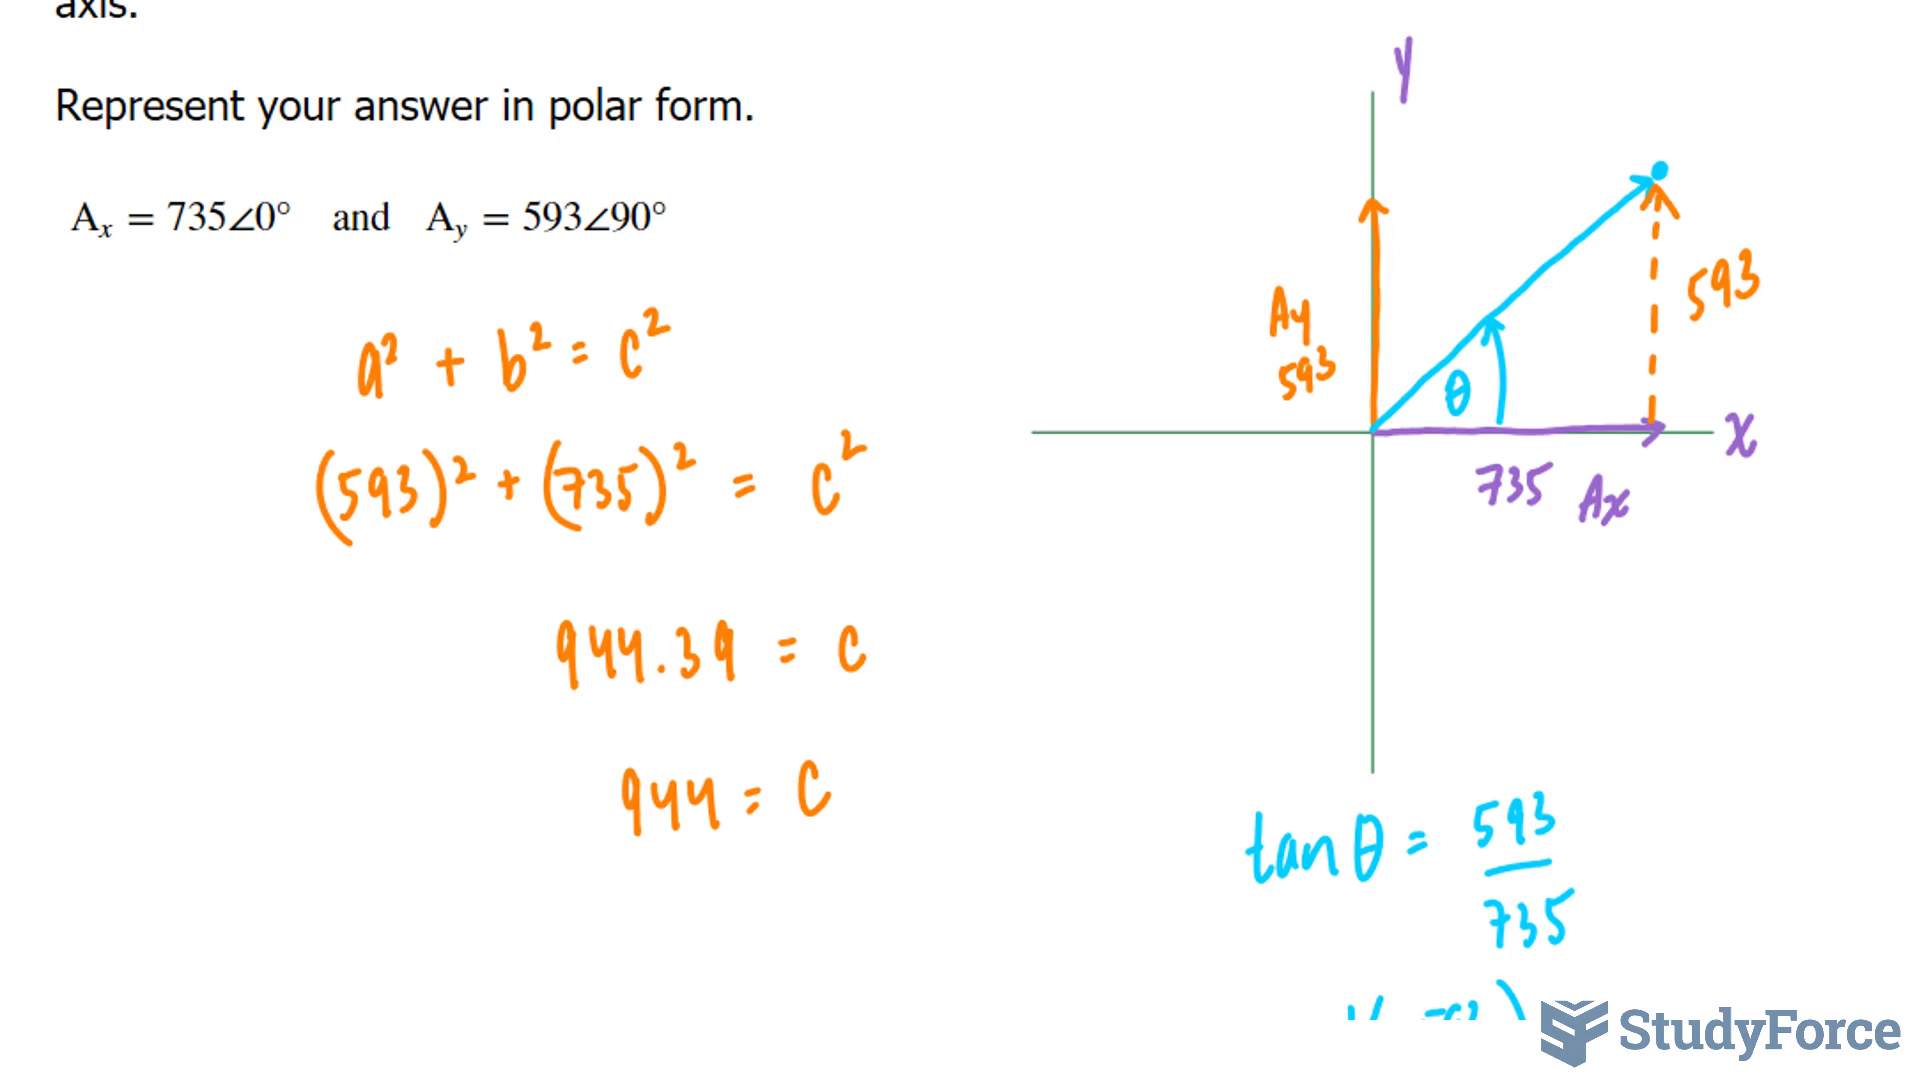 axis.
Represent your answer in polar form.
Aₓ = 735∠0° and Aᵧ = 593∠90°
a² + b² = c²
(593)² + (735)² = c²
944.39 = c
944 = c
y
Ay
593
593
θ
x
735 Ax
tan θ = 593
735
StudyForce